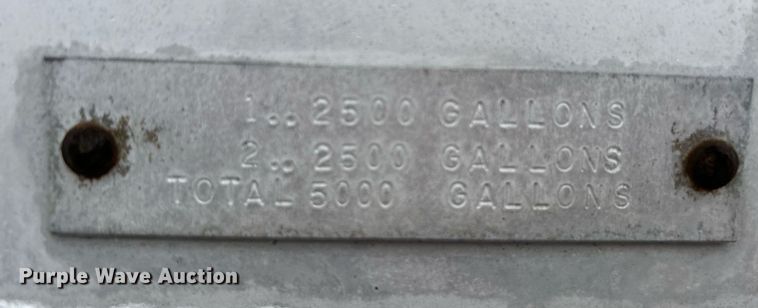 1.. 2500 GALLONS
2.. 2500 GALLONS
TOTAL 5000 GALLONS
Purple Wave Auction